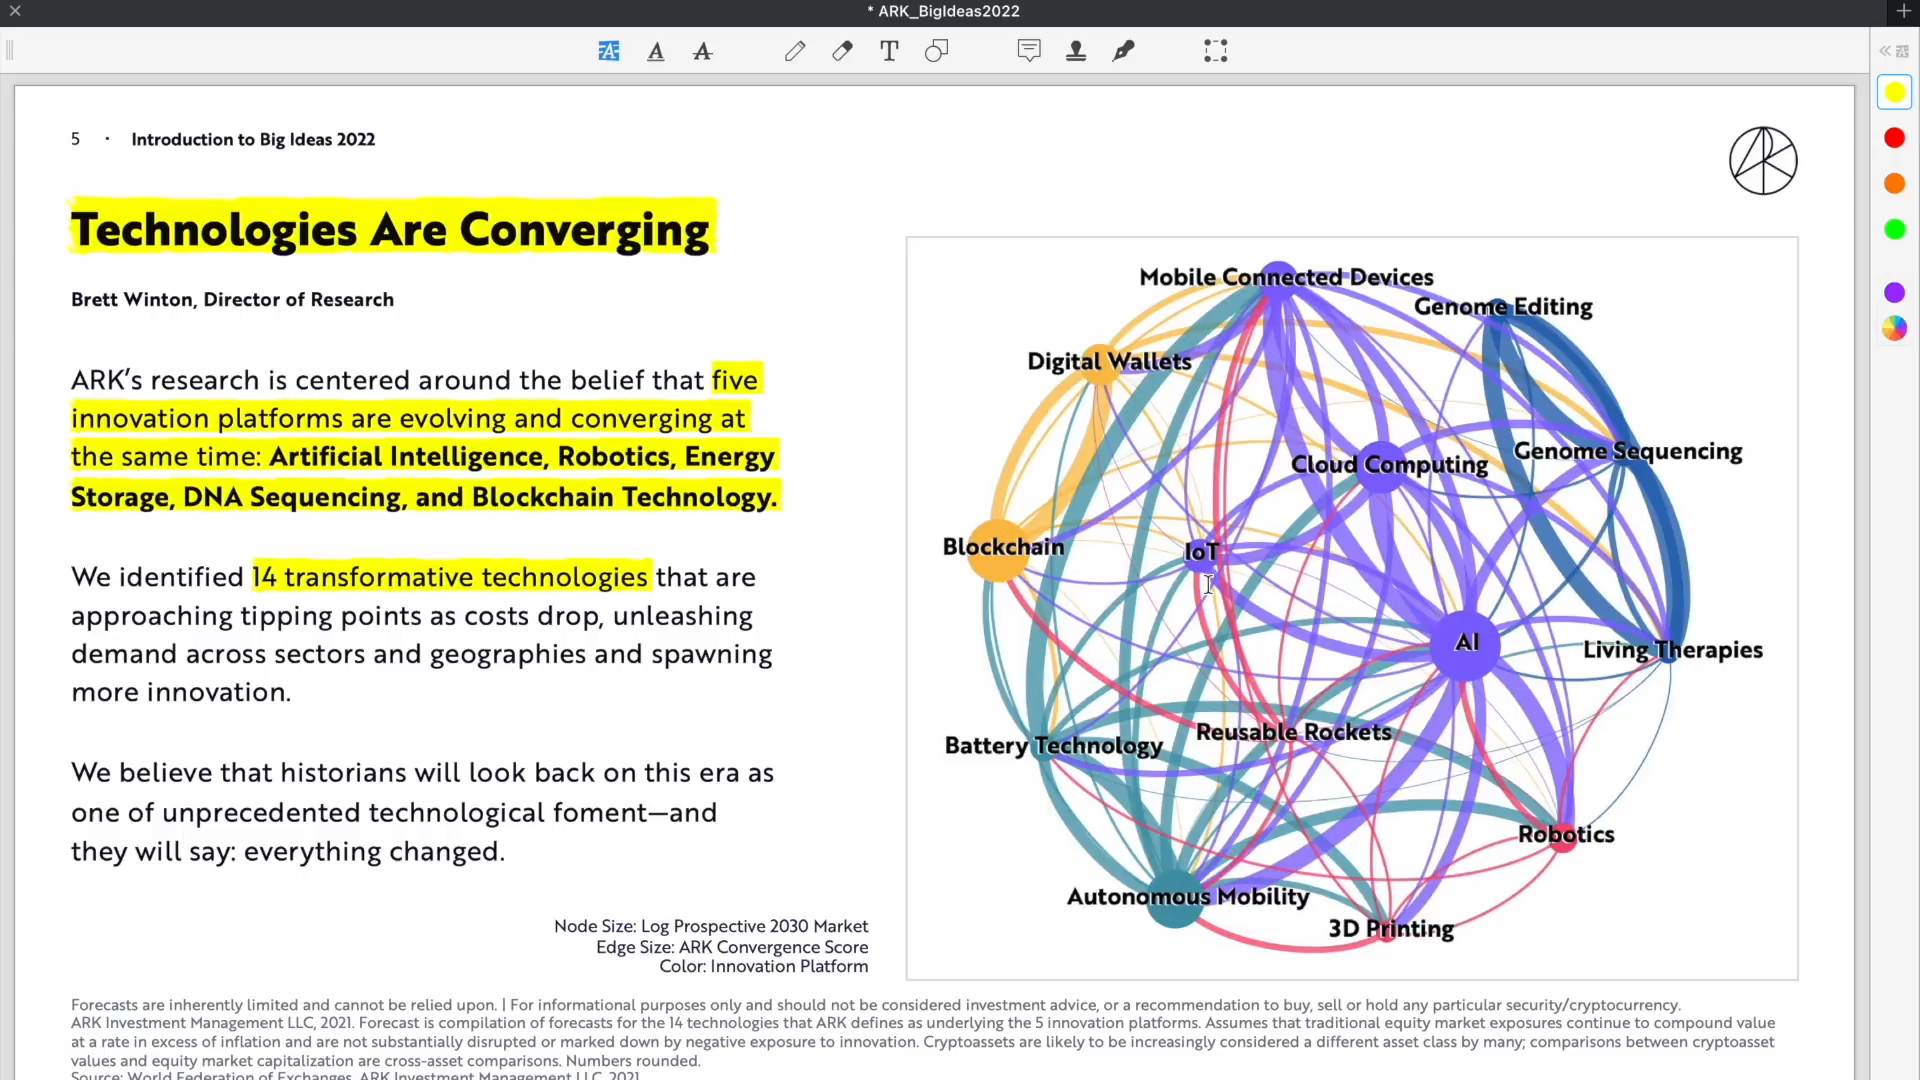 * ARK_BigIdeas2022
5 · Introduction to Big Ideas 2022
Technologies Are Converging
Brett Winton, Director of Research
ARK's research is centered around the belief that five
innovation platforms are evolving and converging at
the same time: Artificial Intelligence, Robotics, Energy
Storage, DNA Sequencing, and Blockchain Technology.
We identified 14 transformative technologies that are
approaching tipping points as costs drop, unleashing
demand across sectors and geographies and spawning
more innovation.
We believe that historians will look back on this era as
one of unprecedented technological foment—and
they will say: everything changed.
Node Size: Log Prospective 2030 Market
Edge Size: ARK Convergence Score
Color: Innovation Platform
Mobile Connected Devices
Genome Editing
Digital Wallets
Genome Sequencing
Cloud Computing
Blockchain
IoT
AI
Living Therapies
Reusable Rockets
Battery Technology
Robotics
Autonomous Mobility
3D Printing
Forecasts are inherently limited and cannot be relied upon. | For informational purposes only and should not be considered investment advice, or a recommendation to buy, sell or hold any particular security/cryptocurrency.
ARK Investment Management LLC, 2021. Forecast is compilation of forecasts for the 14 technologies that ARK defines as underlying the 5 innovation platforms. Assumes that traditional equity market exposures continue to compound value
at a rate in excess of inflation and are not substantially disrupted or marked down by negative exposure to innovation. Cryptoassets are likely to be increasingly considered a different asset class by many; comparisons between cryptoasset
values and equity market capitalization are cross-asset comparisons. Numbers rounded.
Source: World Federation of Exchanges, ARK Investment Management LLC, 2021